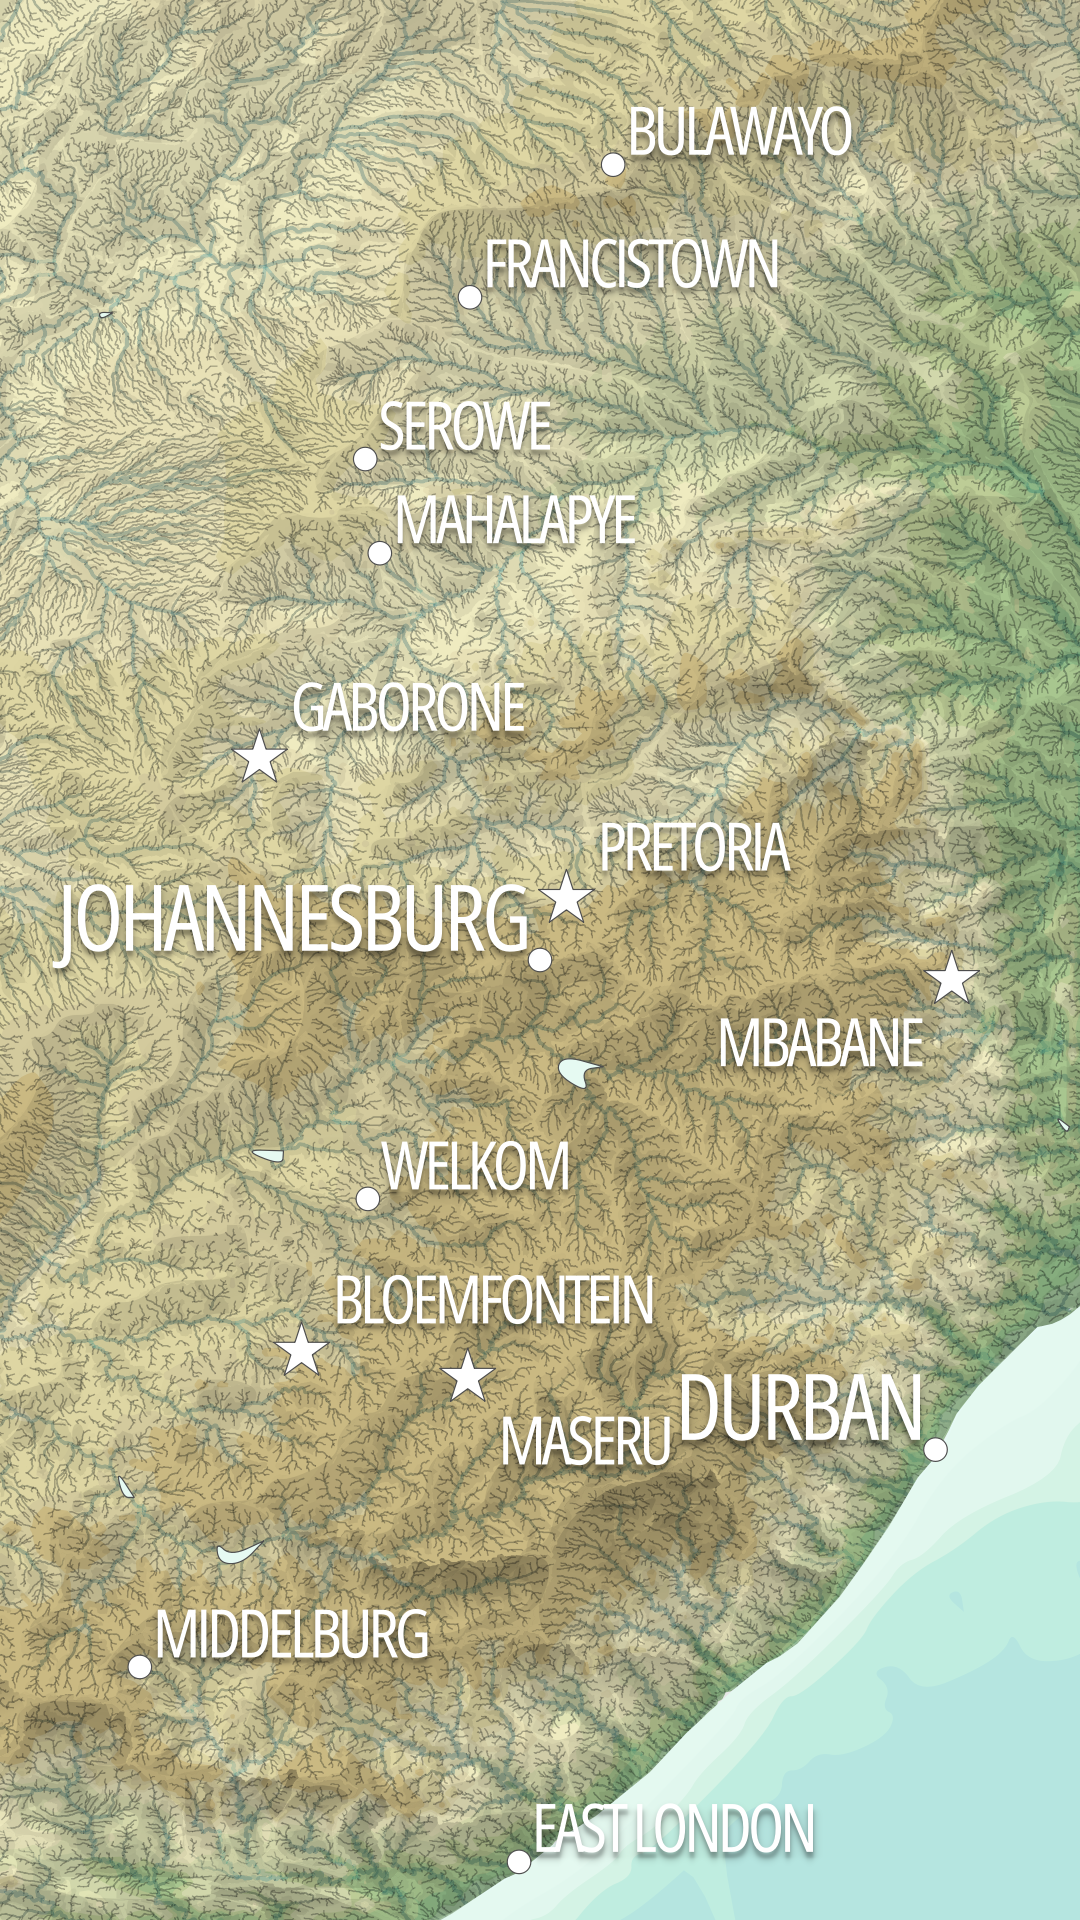 BULAWAYO
FRANCISTOWN
SEROWE
MAHALAPYE
GABORONE
PRETORIA
JOHANNESBURG
MBABANE
WELKOM
BLOEMFONTEIN
DURBAN
MASERU
MIDDELBURG
EAST LONDON